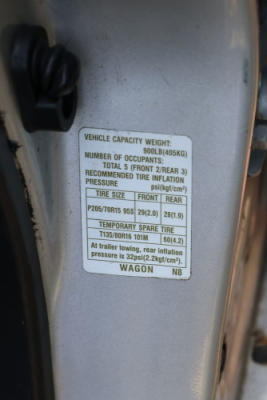 VEHICLE CAPACITY WEIGHT:
900LB(405KG)
NUMBER OF OCCUPANTS:
TOTAL 5 (FRONT 2/REAR 3)
RECOMMENDED TIRE INFLATION
PRESSURE psi(kgf/cm²)
TIRE SIZE FRONT REAR
P205/70R15 95S 29(2.0) 28(1.9)
TEMPORARY SPARE TIRE
T135/80R16 101M 60(4.2)
At trailer towing, rear inflation
pressure is 32psi(2.2kgf/cm²).
WAGON N8